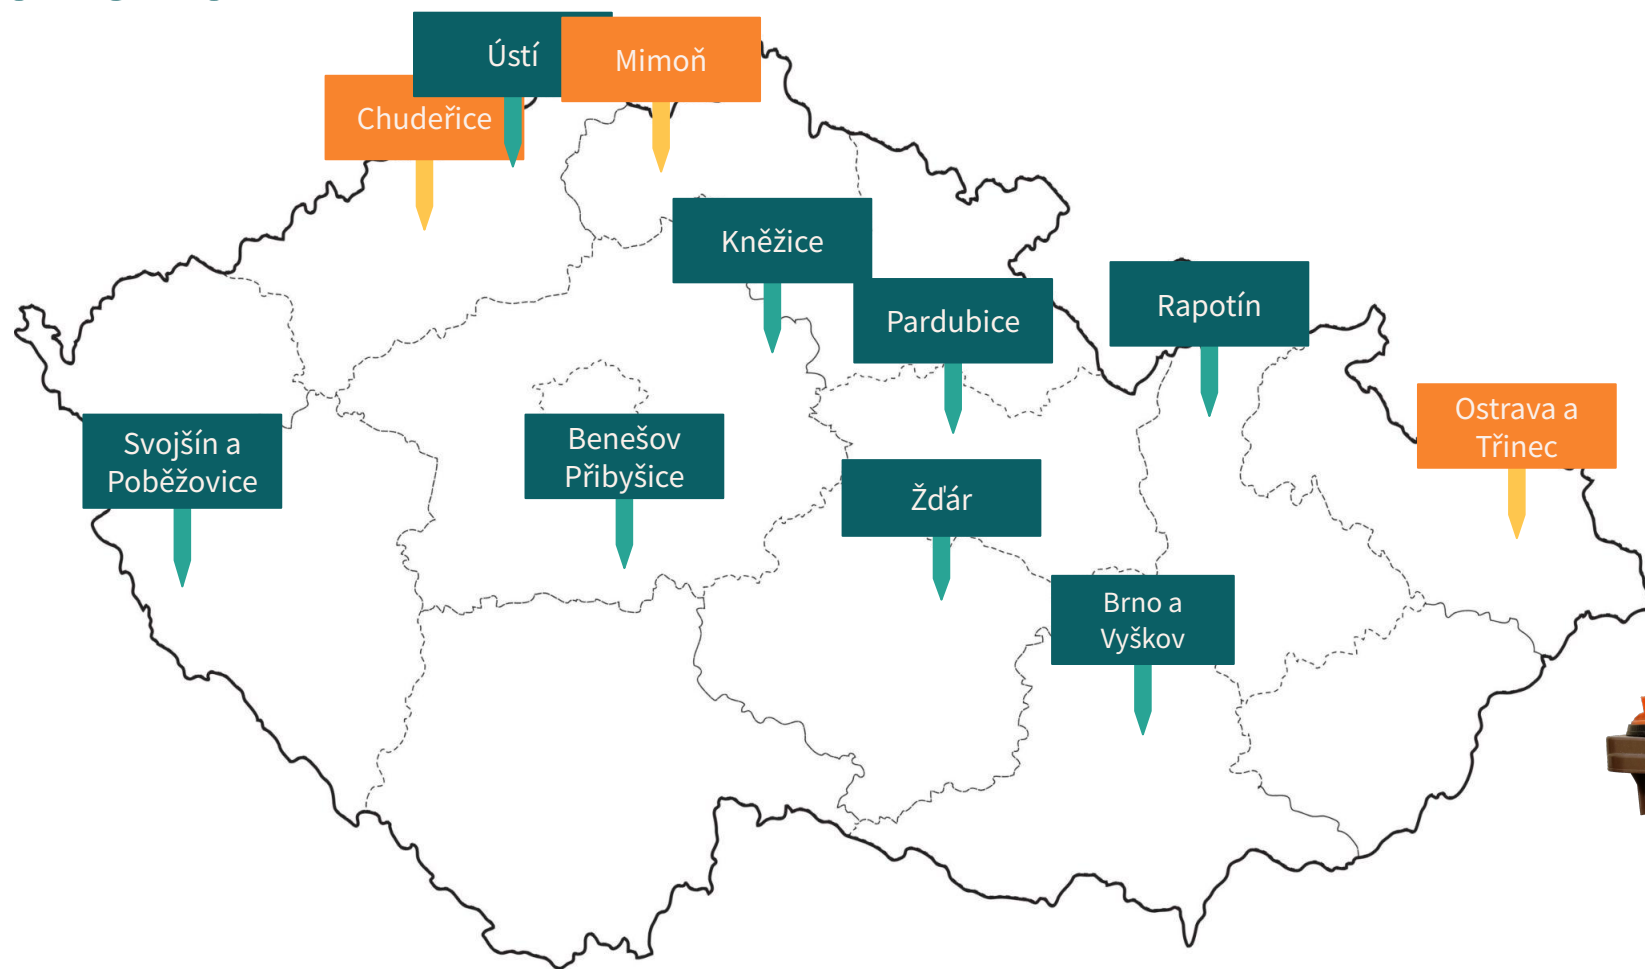 Ústí
Mimoň
Chudeřice
Kněžice
Pardubice
Rapotín
Svojšín a
Poběžovice
Benešov
Přibyšice
Žďár
Ostrava a
Třinec
Brno a
Vyškov